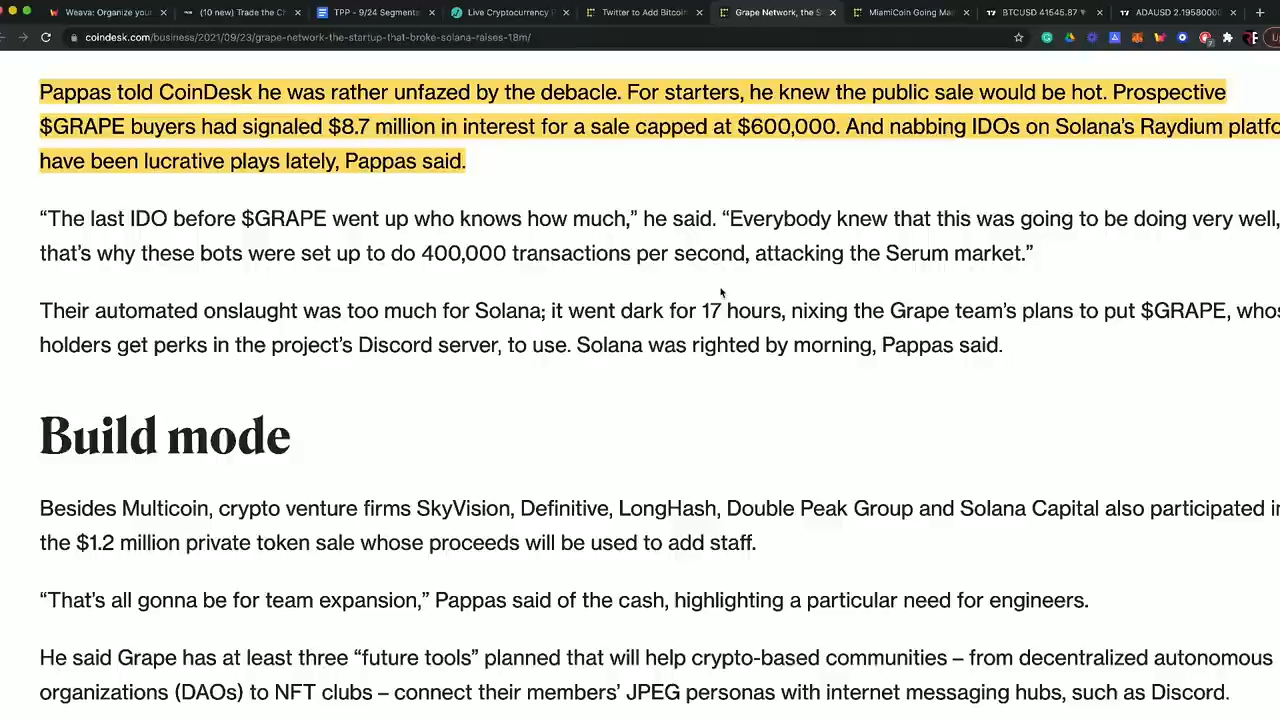 Weava: Organize your
(10 new) Trade the Ch
TPP - 9/24 Segments
Live Cryptocurrency P
Twitter to Add Bitcoin
Grape Network, the S
MiamiCoin Going Ma
BTCUSD 41545.87
ADAUSD 2.19580000
coindesk.com/business/2021/09/23/grape-network-the-startup-that-broke-solana-raises-18m/
Pappas told CoinDesk he was rather unfazed by the debacle. For starters, he knew the public sale would be hot. Prospective
$GRAPE buyers had signaled $8.7 million in interest for a sale capped at $600,000. And nabbing IDOs on Solana’s Raydium platfo
have been lucrative plays lately, Pappas said.
“The last IDO before $GRAPE went up who knows how much,” he said. “Everybody knew that this was going to be doing very well,
that’s why these bots were set up to do 400,000 transactions per second, attacking the Serum market.”
Their automated onslaught was too much for Solana; it went dark for 17 hours, nixing the Grape team’s plans to put $GRAPE, whos
holders get perks in the project’s Discord server, to use. Solana was righted by morning, Pappas said.
Build mode
Besides Multicoin, crypto venture firms SkyVision, Definitive, LongHash, Double Peak Group and Solana Capital also participated in
the $1.2 million private token sale whose proceeds will be used to add staff.
“That’s all gonna be for team expansion,” Pappas said of the cash, highlighting a particular need for engineers.
He said Grape has at least three “future tools” planned that will help crypto-based communities – from decentralized autonomous
organizations (DAOs) to NFT clubs – connect their members’ JPEG personas with internet messaging hubs, such as Discord.